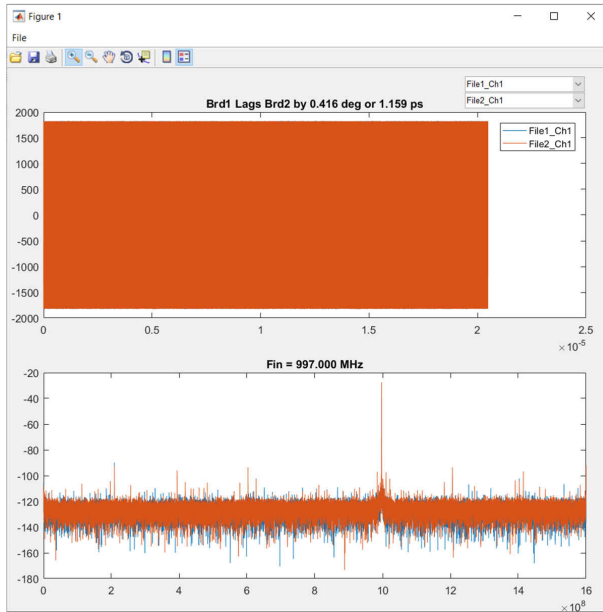 Figure 1
File
File1_Ch1
File2_Ch1
Brd1 Lags Brd2 by 0.416 deg or 1.159 ps
2000
1500
1000
500
0
-500
-1000
-1500
-2000
File1_Ch1
File2_Ch1
0 0.5 1 1.5 2 2.5
×10⁻⁵
Fin = 997.000 MHz
-20
-40
-60
-80
-100
-120
-140
-160
-180
0 2 4 6 8 10 12 14 16
×10⁸